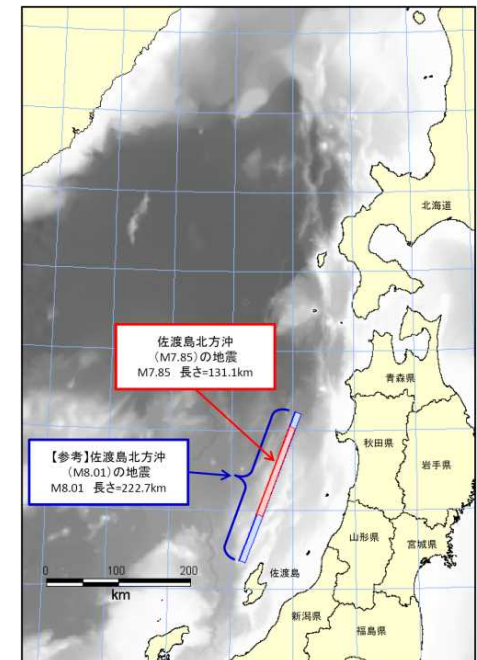 北海道
佐渡島北方沖
（M7.85）の地震
M7.85 長さ=131.1km
青森県
【参考】佐渡島北方沖
（M8.01）の地震
M8.01 長さ=222.7km
秋田県
岩手県
山形県
宮城県
佐渡島
0 100 200
km
新潟県
福島県